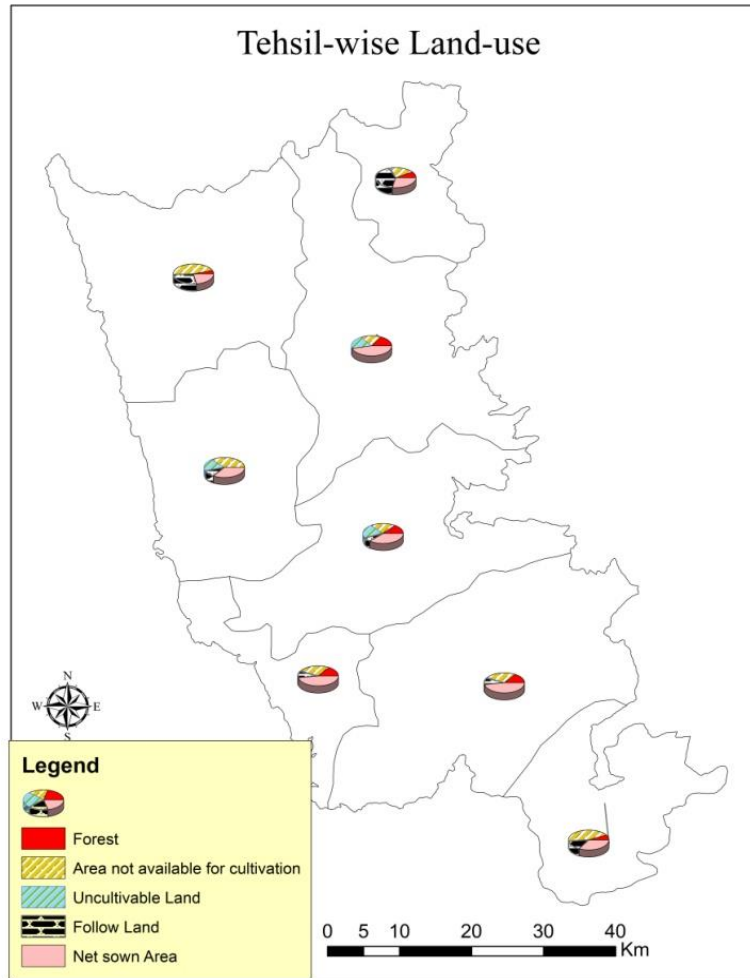 Tehsil-wise Land-use
N
W E
S
Legend
Forest
Area not available for cultivation
Uncultivable Land
Follow Land
Net sown Area
0 10 20 30 40
Km